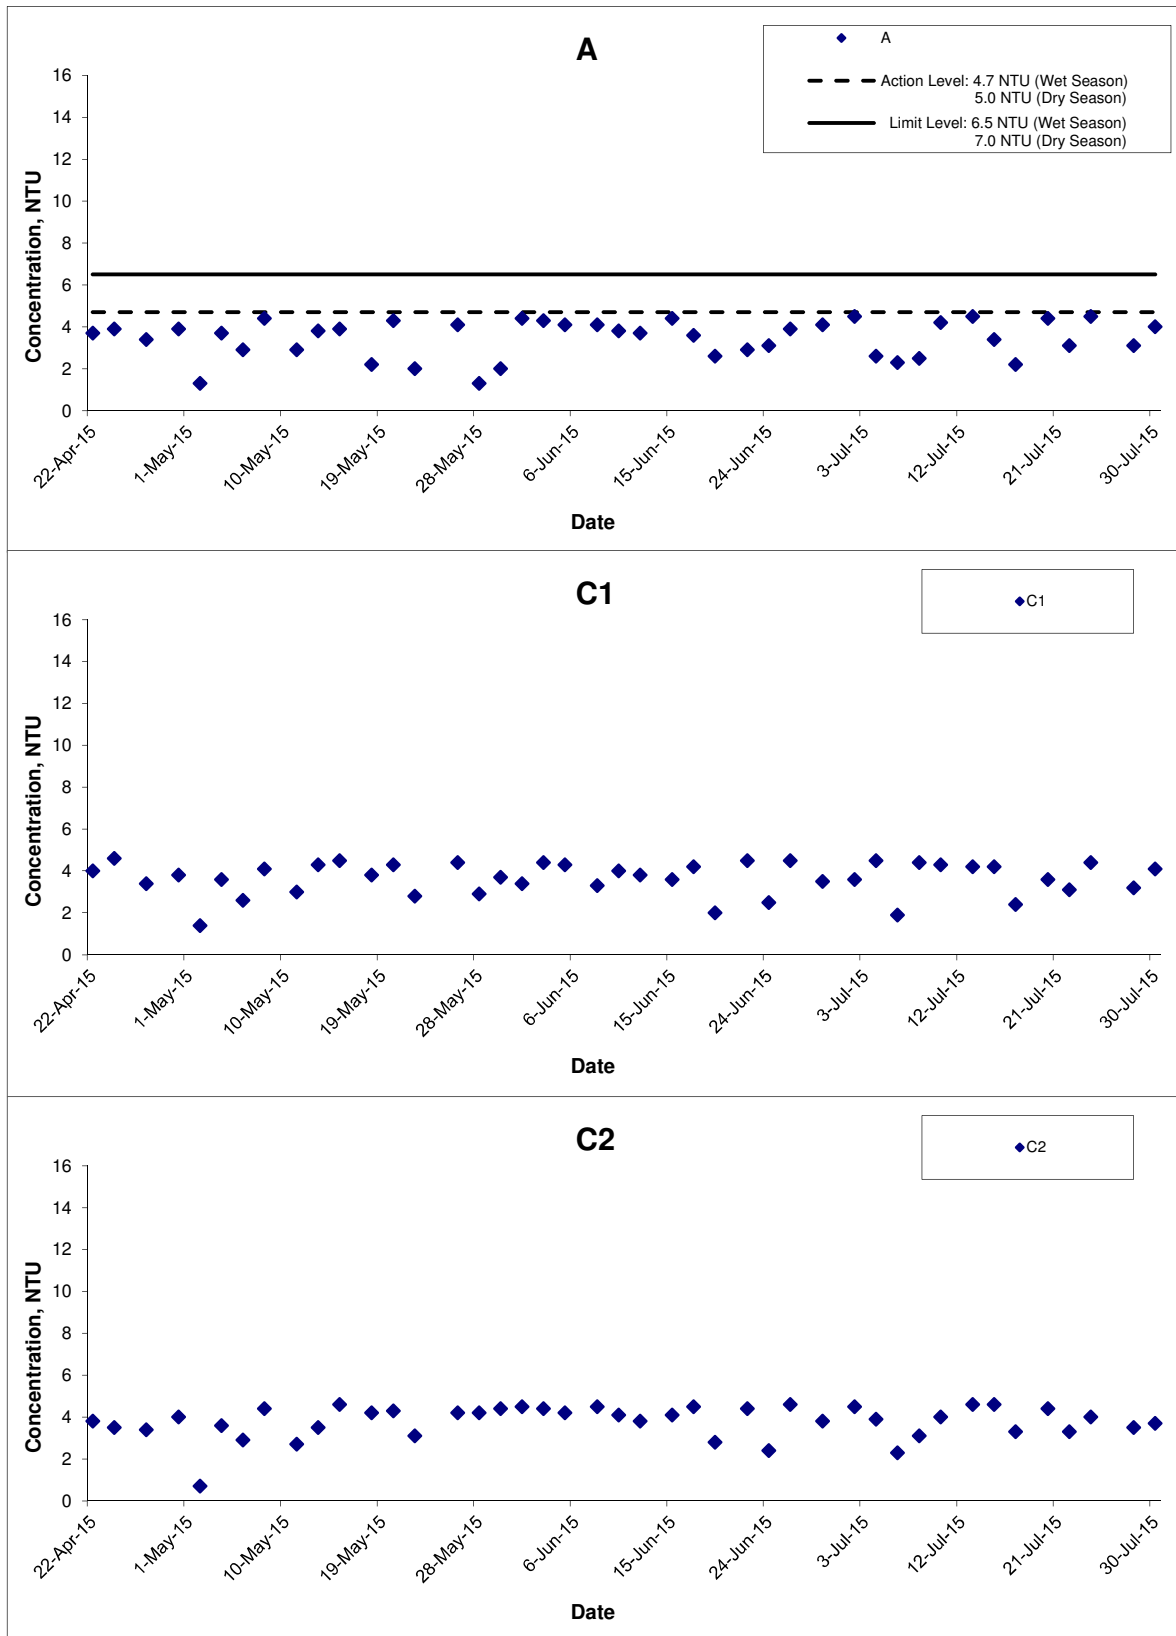 A
A
Action Level: 4.7 NTU (Wet Season)
5.0 NTU (Dry Season)
Limit Level: 6.5 NTU (Wet Season)
7.0 NTU (Dry Season)
Concentration, NTU
16
14
12
10
8
6
4
2
0
22-Apr-15
1-May-15
10-May-15
19-May-15
28-May-15
6-Jun-15
15-Jun-15
24-Jun-15
3-Jul-15
12-Jul-15
21-Jul-15
30-Jul-15
Date
C1
C1
Concentration, NTU
16
14
12
10
8
6
4
2
0
22-Apr-15
1-May-15
10-May-15
19-May-15
28-May-15
6-Jun-15
15-Jun-15
24-Jun-15
3-Jul-15
12-Jul-15
21-Jul-15
30-Jul-15
Date
C2
C2
Concentration, NTU
16
14
12
10
8
6
4
2
0
22-Apr-15
1-May-15
10-May-15
19-May-15
28-May-15
6-Jun-15
15-Jun-15
24-Jun-15
3-Jul-15
12-Jul-15
21-Jul-15
30-Jul-15
Date